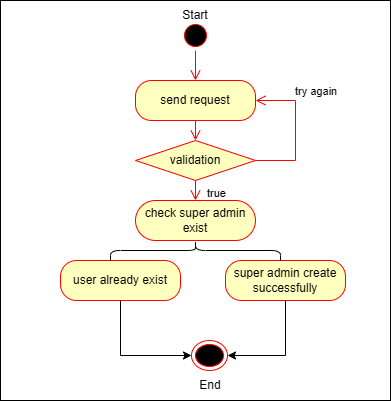 Start
send request
try again
validation
true
check super admin
exist
user already exist
super admin create
successfully
End